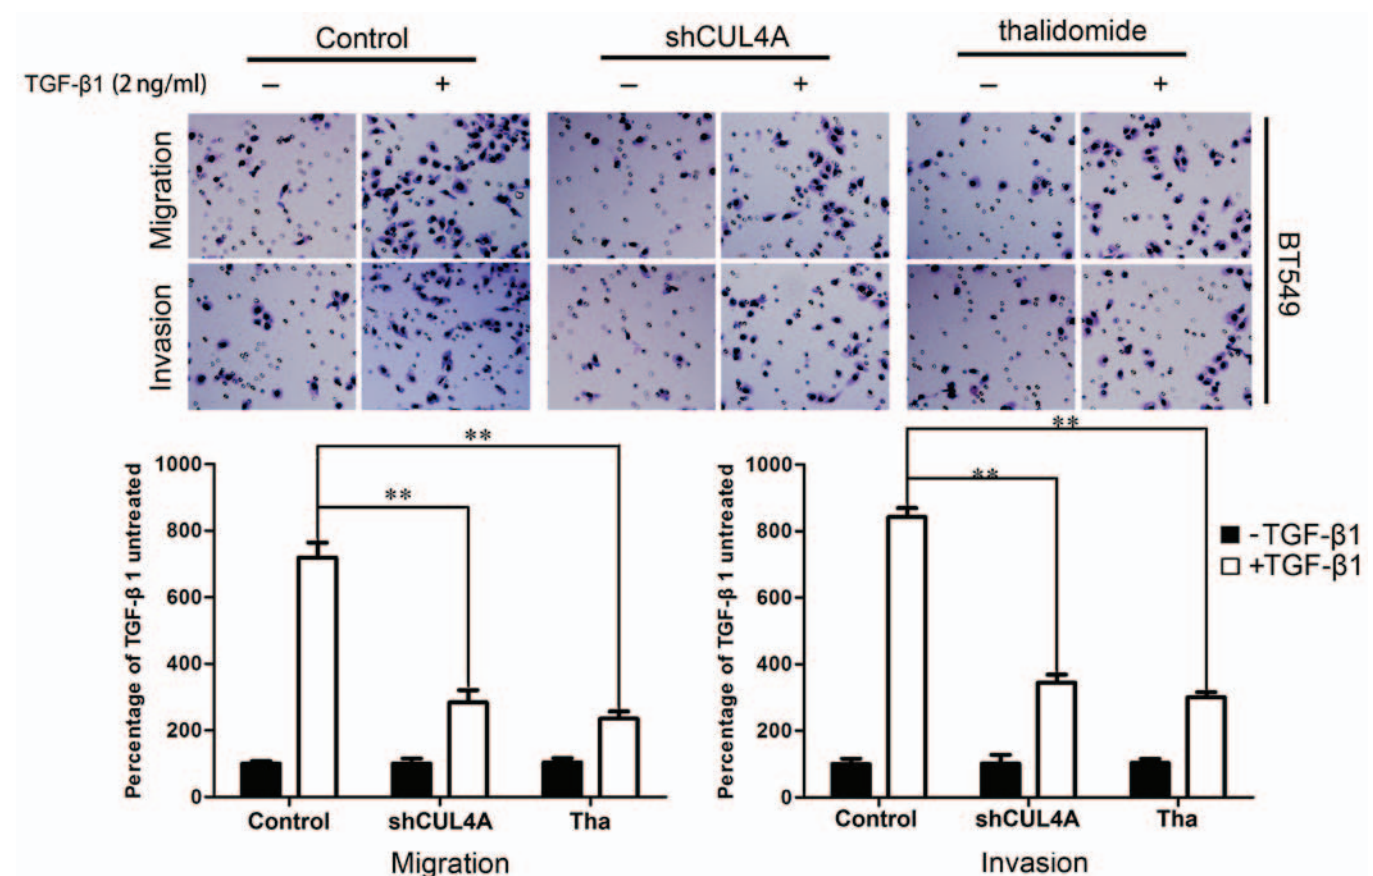 Control shCUL4A thalidomide
TGF-β1 (2 ng/ml) – + – + – +
Migration
Invasion
BT549
**
**
1000
800
600
400
200
0
Percentage of TGF-β 1 untreated
Control shCUL4A Tha
Migration
**
**
1000
800
600
400
200
0
Percentage of TGF-β 1 untreated
Control shCUL4A Tha
Invasion
-TGF-β1
+TGF-β1